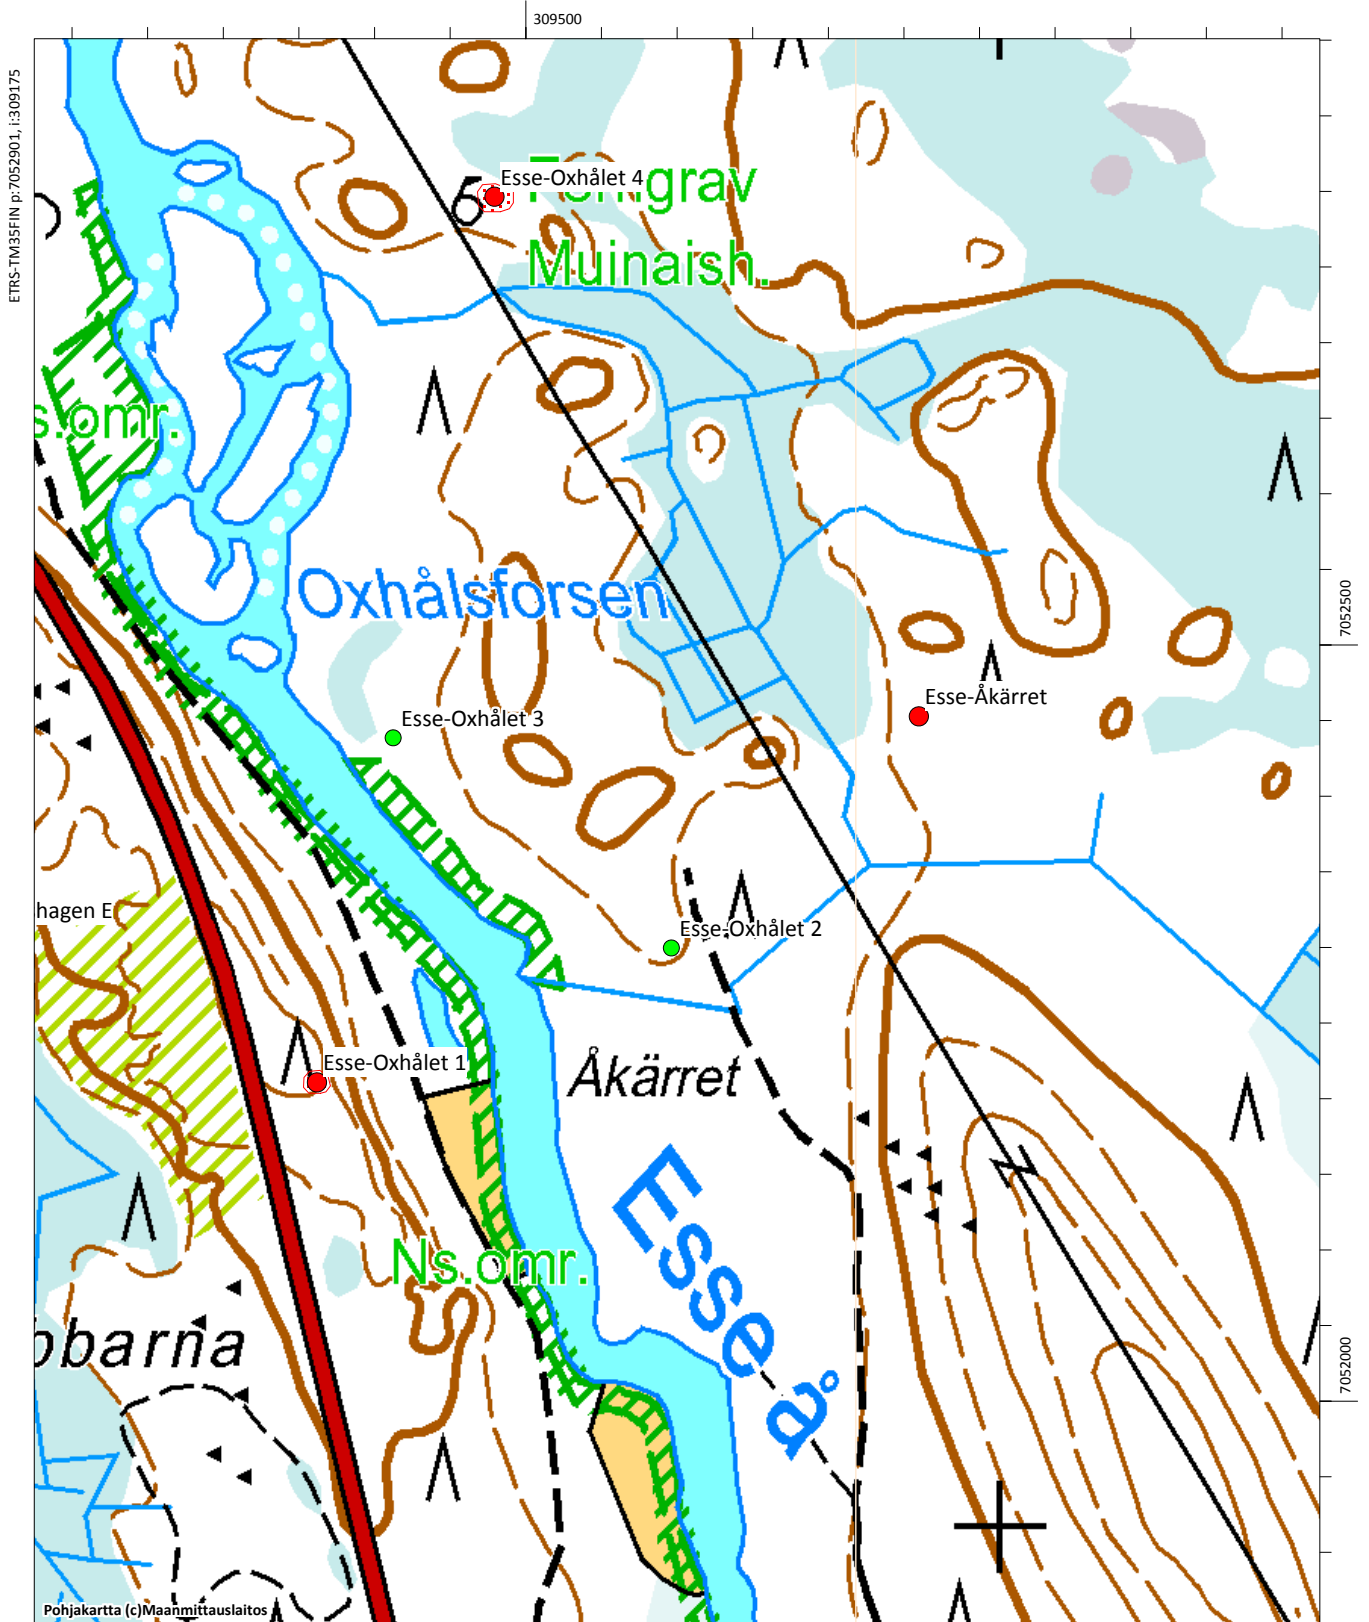 309500
ETRS-TM35FIN p:7052901, i:309175
Esse-Oxhålet 4
Muinaish.
s.omr.
Oxhålsforsen
7052500
Esse-Åkärret
Esse-Oxhålet 3
hagen E
Esse-Oxhålet 2
Esse-Oxhålet 1
Åkärret
Ns.omr.
Esse å
bbarna
7052000
Pohjakartta (c)Maanmittauslaitos